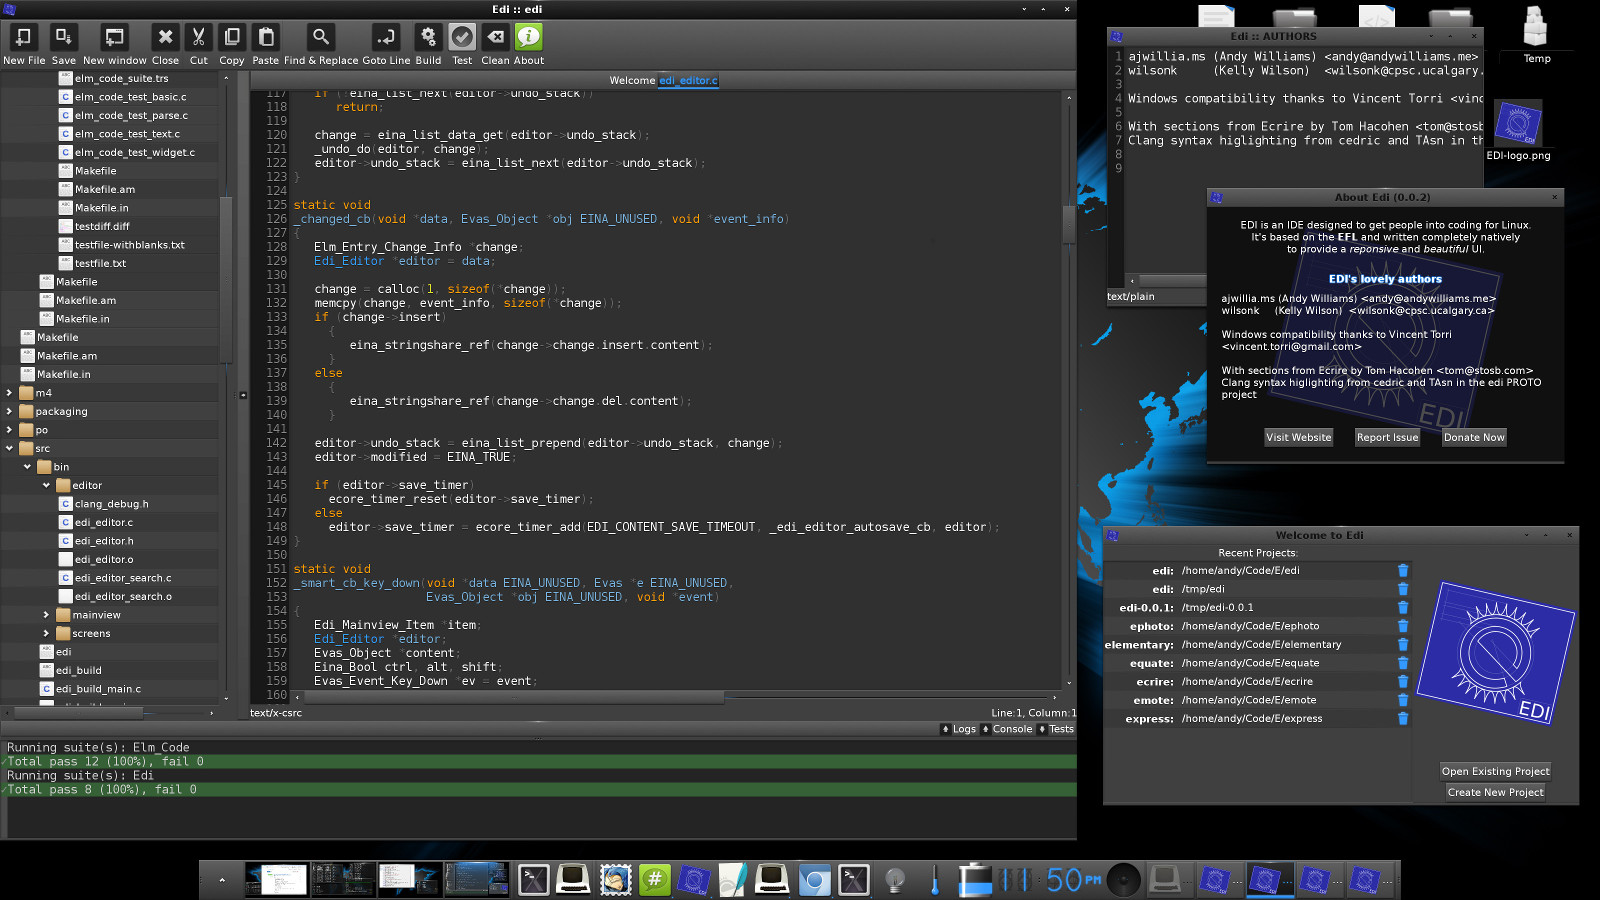 Edi :: edi
New File
Save
New window
Close
Cut
Copy
Paste
Find & Replace
Goto Line
Build
Test
Clean
About
elm_code_suite.trs
elm_code_test_basic.c
elm_code_test_parse.c
elm_code_test_text.c
elm_code_test_widget.c
Makefile
Makefile.am
Makefile.in
testdiff.diff
testfile-withblanks.txt
testfile.txt
Makefile
Makefile.am
Makefile.in
Makefile
Makefile.am
Makefile.in
m4
packaging
po
src
bin
editor
clang_debug.h
edi_editor.c
edi_editor.h
edi_editor.o
edi_editor_search.c
edi_editor_search.o
mainview
screens
edi
edi_build
edi_build_main.c
Welcome edi_editor.c
117 if (!eina_list_next(editor->undo_stack))
118 return;
119
120 change = eina_list_data_get(editor->undo_stack);
121 _undo_do(editor, change);
122 editor->undo_stack = eina_list_next(editor->undo_stack);
123 }
124
125 static void
126 _changed_cb(void *data, Evas_Object *obj EINA_UNUSED, void *event_info)
127 {
128 Elm_Entry_Change_Info *change;
129 Edi_Editor *editor = data;
130
131 change = calloc(1, sizeof(*change));
132 memcpy(change, event_info, sizeof(*change));
133 if (change->insert)
134 {
135 eina_stringshare_ref(change->change.insert.content);
136 }
137 else
138 {
139 eina_stringshare_ref(change->change.del.content);
140 }
141
142 editor->undo_stack = eina_list_prepend(editor->undo_stack, change);
143 editor->modified = EINA_TRUE;
144
145 if (editor->save_timer)
146 ecore_timer_reset(editor->save_timer);
147 else
148 editor->save_timer = ecore_timer_add(EDI_CONTENT_SAVE_TIMEOUT, _edi_editor_autosave_cb, editor);
149 }
150
151 static void
152 _smart_cb_key_down(void *data EINA_UNUSED, Evas *e EINA_UNUSED,
153 Evas_Object *obj EINA_UNUSED, void *event)
154 {
155 Edi_Mainview_Item *item;
156 Edi_Editor *editor;
157 Evas_Object *content;
158 Eina_Bool ctrl, alt, shift;
159 Evas_Event_Key_Down *ev = event;
160
text/x-csrc
Line:1, Column:1
Logs
Console
Tests
Running suite(s): Elm_Code
Total pass 12 (100%), fail 0
Running suite(s): Edi
Total pass 8 (100%), fail 0
Edi :: AUTHORS
1 ajwillia.ms (Andy Williams) <andy@andywilliams.me>
2 wilsonk (Kelly Wilson) <wilsonk@cpsc.ucalgary.
3
4 Windows compatibility thanks to Vincent Torri <vinc
5
6 With sections from Ecrire by Tom Hacohen <tom@stosb
7 Clang syntax higlighting from cedric and TAsn in th
8
9
text/plain
Temp
EDI-logo.png
About Edi (0.0.2)
EDI is an IDE designed to get people into coding for Linux.
It's based on the EFL and written completely natively
to provide a reponsive and beautiful UI.
EDI's lovely authors
ajwillia.ms (Andy Williams) <andy@andywilliams.me>
wilsonk (Kelly Wilson) <wilsonk@cpsc.ucalgary.ca>
Windows compatibility thanks to Vincent Torri
<vincent.torri@gmail.com>
With sections from Ecrire by Tom Hacohen <tom@stosb.com>
Clang syntax higlighting from cedric and TAsn in the edi PROTO
project
EDI
Visit Website
Report Issue
Donate Now
Welcome to Edi
Recent Projects:
edi: /home/andy/Code/E/edi
edi: /tmp/edi
edi-0.0.1: /tmp/edi-0.0.1
ephoto: /home/andy/Code/E/ephoto
elementary: /home/andy/Code/E/elementary
equate: /home/andy/Code/E/equate
ecrire: /home/andy/Code/E/ecrire
emote: /home/andy/Code/E/emote
express: /home/andy/Code/E/express
EDI
Open Existing Project
Create New Project
11:50 PM